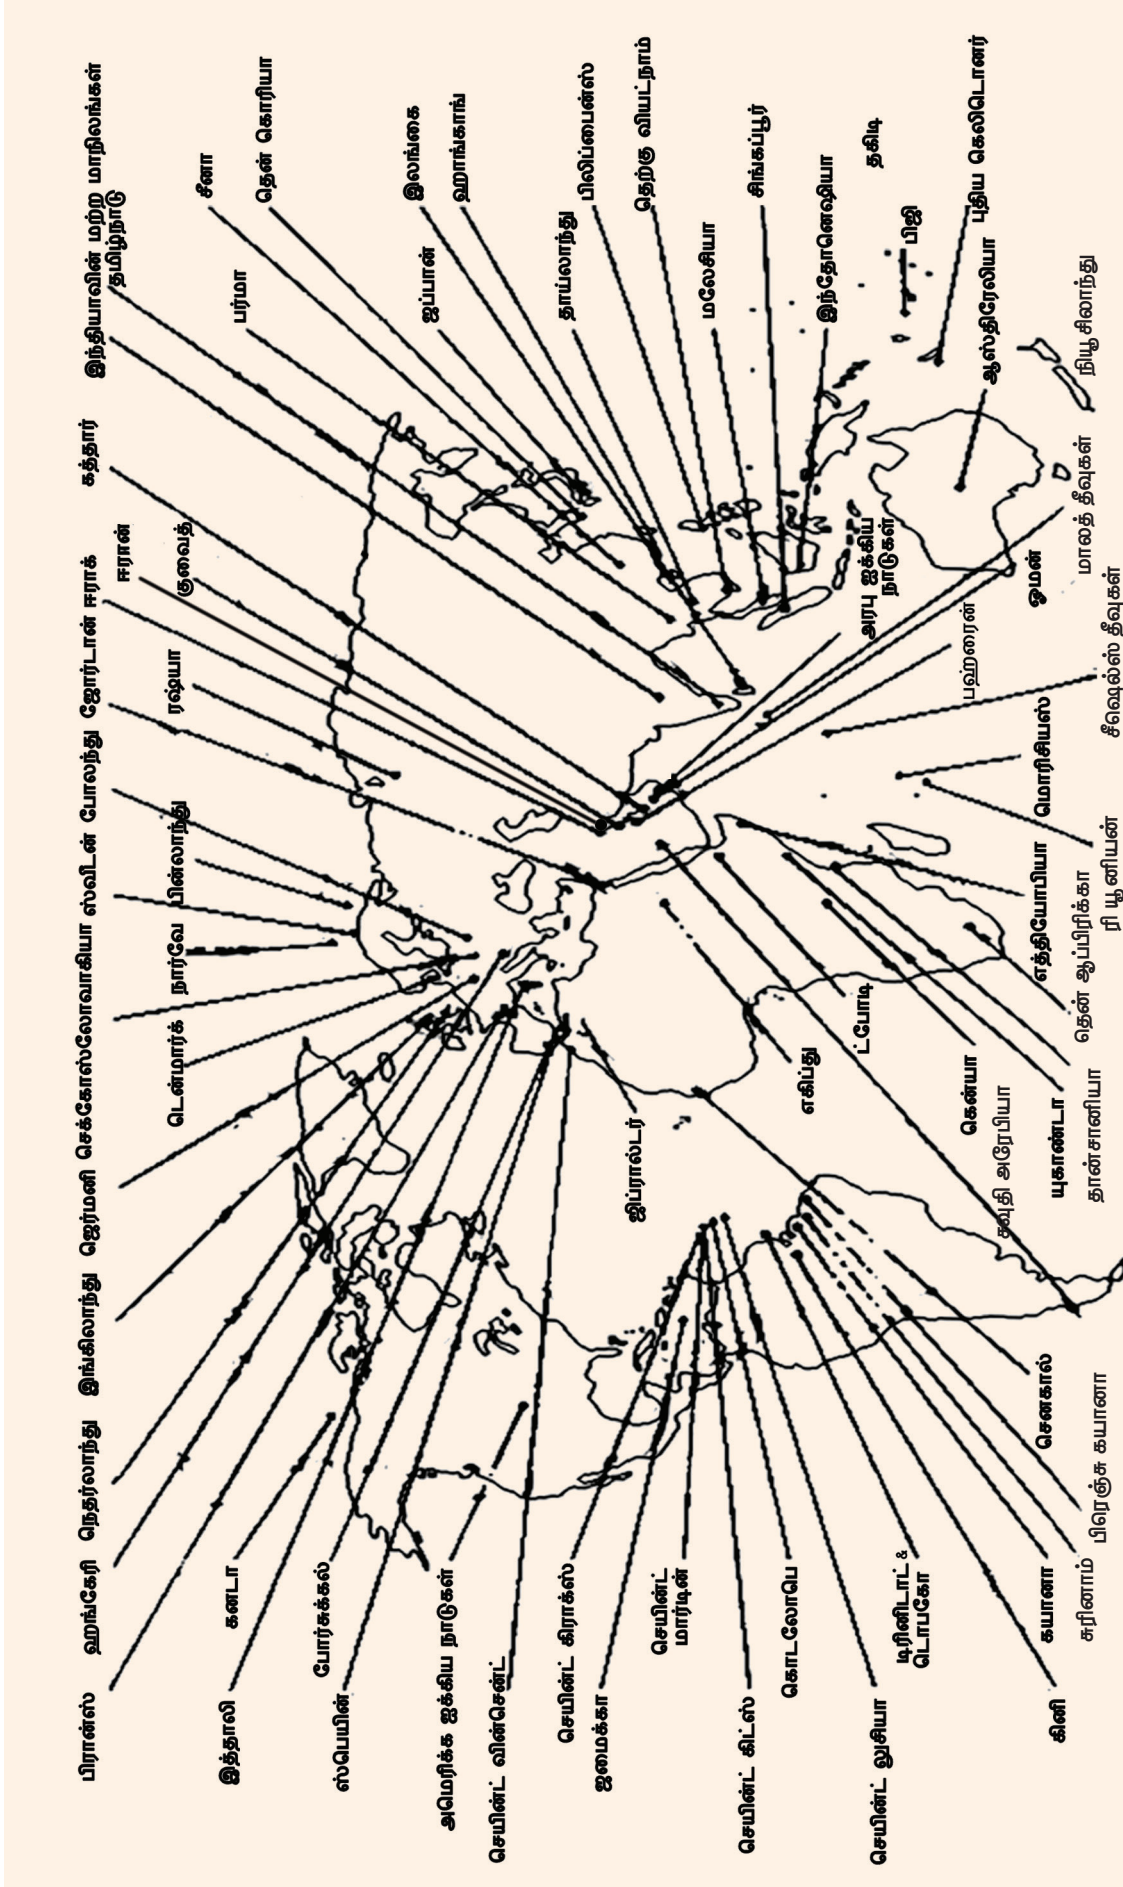 பிரான்ஸ்
ஹங்கேரி
நெதர்லாந்து
இங்கிலாந்து
ஜெர்மனி
செக்கோஸ்லோவாகியா
ஸ்வீடன்
போலந்து
ஜோர்டான்
ஈராக்
கத்தார்
இந்தியாவின் மற்ற மாநிலங்கள்
தமிழ்நாடு
ஈரான்
குவைத்
ரஷ்யா
பின்லாந்து
நார்வே
டென்மார்க்
சீனா
பர்மா
தென் கொரியா
கனடா
இத்தாலி
போர்சுக்கல்
ஸ்பெயின்
இலங்கை
ஜப்பான்
ஹாங்காங்
அமெரிக்க ஐக்கிய நாடுகள்
செயின்ட் வின்சென்ட்
தாய்லாந்து
பிலிப்பைன்ஸ்
தெற்கு வியட்நாம்
செயின்ட் கிராக்ஸ்
ஜமைக்கா
ஜிப்ரால்டர்
செயின்ட்
மார்டின்
மலேசியா
சிங்கப்பூர்
செயின்ட் கிட்ஸ்
கொடலோபெ
எகிப்து
இந்தோனெஷியா
தகிடி
அரபு ஐக்கிய
நாடுகள்
ட்போடி
செயின்ட் லுசியா
டிரினிடாட் &
டொபகோ
பிஜி
புதிய கெலிடொனர்
ஆஸ்திரேலியா
பஹ்ரைன்
கென்யா
சவுதி அரேபியா
ஓமன்
மொரிசியஸ்
எத்தியோபியா
யுகாண்டா
செனகால்
கயானா
கினி
நியூசிலாந்து
மாலத் தீவுகள்
சீஷெல்ஸ் தீவுகள்
ரி யூனியன்
தென் ஆப்பிரிக்கா
தான்சானியா
பிரெஞ்சு கயானா
சுரினாம்